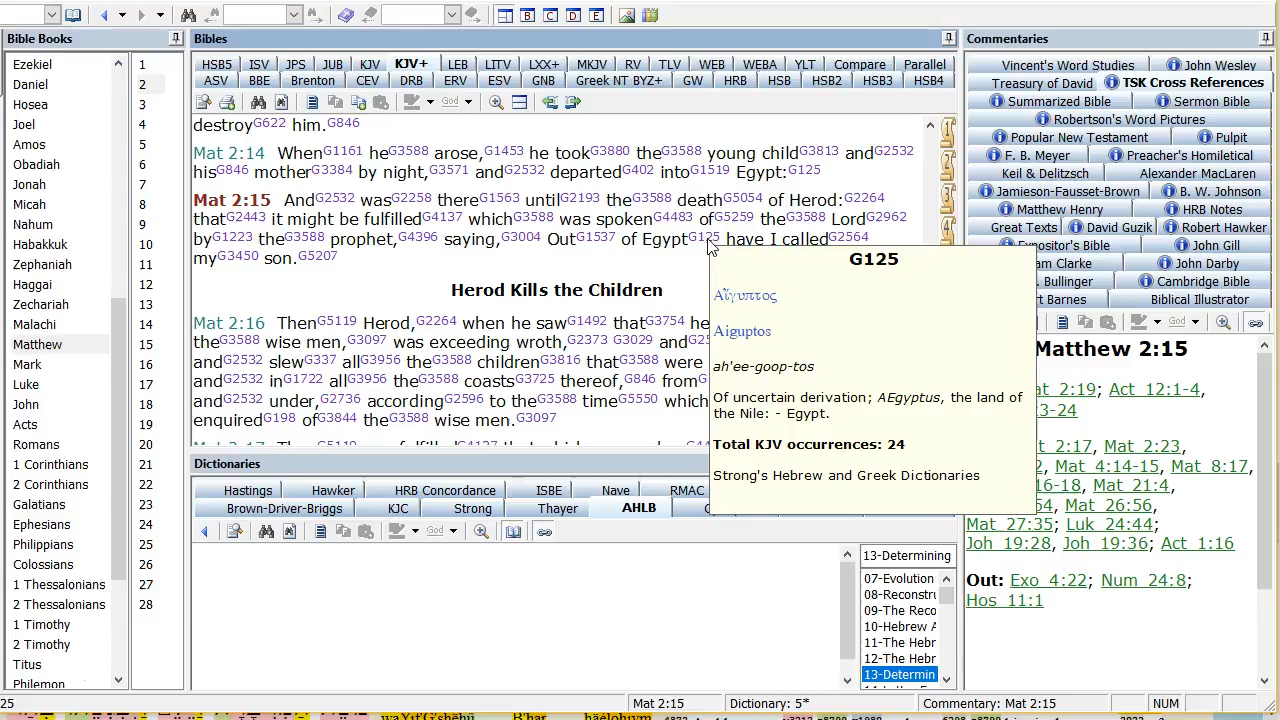 Bible Books
Ezekiel
Daniel
Hosea
Joel
Amos
Obadiah
Jonah
Micah
Nahum
Habakkuk
Zephaniah
Haggai
Zechariah
Malachi
Matthew
Mark
Luke
John
Acts
Romans
1 Corinthians
2 Corinthians
Galatians
Ephesians
Philippians
Colossians
1 Thessalonians
2 Thessalonians
1 Timothy
2 Timothy
Titus
Philemon
1
2
3
4
5
6
7
8
9
10
11
12
13
14
15
16
17
18
19
20
21
22
23
24
25
26
27
28
B C D E
Bibles
HSB5 ISV JPS JUB KJV KJV+ LEB LITV LXX+ MKJV RV TLV WEB WEBA YLT Compare Parallel
ASV BBE Brenton CEV DRB ERV ESV GNB Greek NT BYZ+ GW HRB HSB HSB2 HSB3 HSB4
God
destroyG622 him.G846
Mat 2:14 WhenG1161 heG3588 arose,G1453 he tookG3880 theG3588 young childG3813 andG2532
hisG846 motherG3384 by night,G3571 andG2532 departedG402 intoG1519 Egypt:G125
Mat 2:15 AndG2532 wasG2258 thereG1563 untilG2193 theG3588 deathG5054 of Herod:G2264
thatG2443 it might be fulfilledG4137 whichG3588 was spokenG4483 ofG5259 theG3588 LordG2962
byG1223 theG3588 prophet,G4396 saying,G3004 OutG1537 of EgyptG125 have I calledG2564
myG3450 son.G5207
Herod Kills the Children
Mat 2:16 ThenG5119 Herod,G2264 when he sawG1492 thatG3754 he
theG3588 wise men,G3097 was exceeding wroth,G2373 G3029 andG25
andG2532 slewG337 allG3956 theG3588 childrenG3816 that were
andG2532 inG1722 allG3956 theG3588 coastsG3725 thereof,G846 from
andG2532 under,G2736 accordingG2596 to theG3588 timeG5550 which
enquiredG198 ofG3844 theG3588 wise men.G3097
G125
Αἴγυπτος
Aiguptos
ah'ee-goop-tos
Of uncertain derivation; AEgyptus, the land of
the Nile: - Egypt.
Total KJV occurrences: 24
Strong's Hebrew and Greek Dictionaries
Dictionaries
Hastings Hawker HRB Concordance ISBE Nave RMAC
Brown-Driver-Briggs KJC Strong Thayer AHLB
God
13-Determining
07-Evolution
08-Reconstru
09-The Reco
10-Hebrew A
11-The Hebr
12-The Hebr
13-Determin
Commentaries
Vincent's Word Studies John Wesley
Treasury of David TSK Cross References
Summarized Bible Sermon Bible
Robertson's Word Pictures
Popular New Testament Pulpit
F. B. Meyer Preacher's Homiletical
Keil & Delitzsch Alexander MacLaren
Jamieson-Fausset-Brown B. W. Johnson
Matthew Henry HRB Notes
Great Texts David Guzik Robert Hawker
Expositor's Bible John Gill
am Clarke John Darby
. Bullinger Cambridge Bible
rt Barnes Biblical Illustrator
God
Matthew 2:15
at 2:19; Act 12:1-4,
3-24
at 2:17, Mat 2:23,
2, Mat 4:14-15, Mat 8:17,
16-18, Mat 21:4,
54, Mat 26:56,
Mat 27:35; Luk 24:44;
Joh 19:28, Joh 19:36; Act 1:16
Out: Exo 4:22; Num 24:8;
Hos 11:1
25 Mat 2:15 Dictionary: 5* Commentary: Mat 2:15 NUM